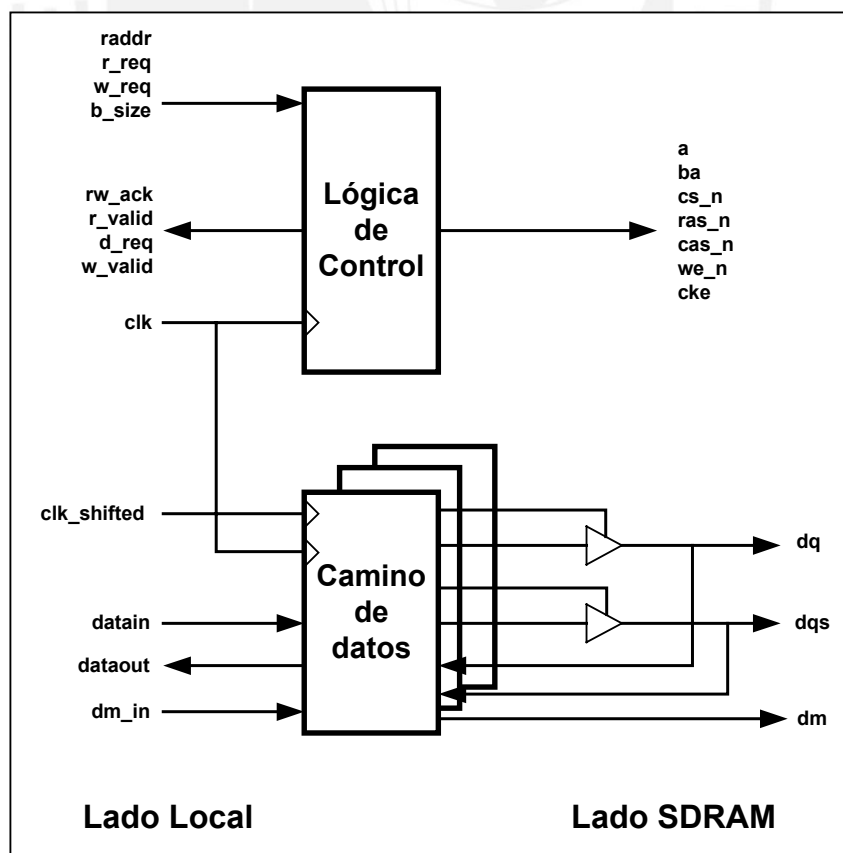 raddr
r_req
w_req
b_size
rw_ack
r_valid
d_req
w_valid
clk
Lógica
de
Control
a
ba
cs_n
ras_n
cas_n
we_n
cke
clk_shifted
datain
dataout
dm_in
Camino
de
datos
dq
dqs
dm
Lado Local
Lado SDRAM